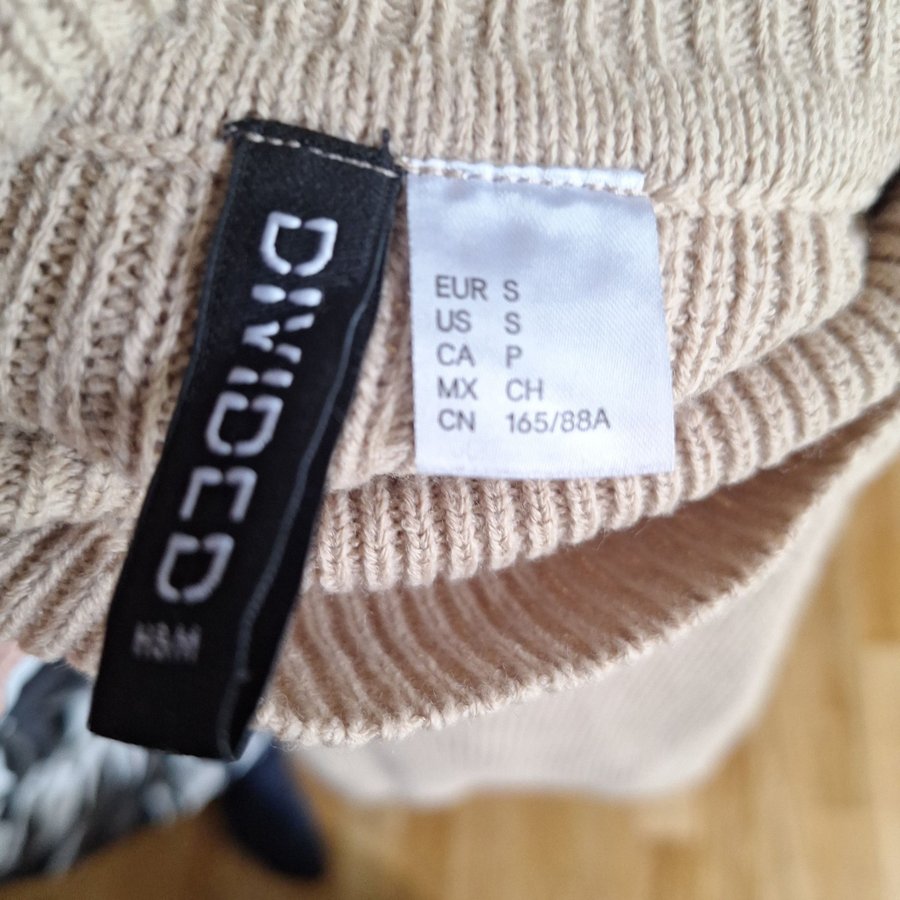 DIVIDED
H&M
EUR S
US S
CA P
MX CH
CN 165/88A